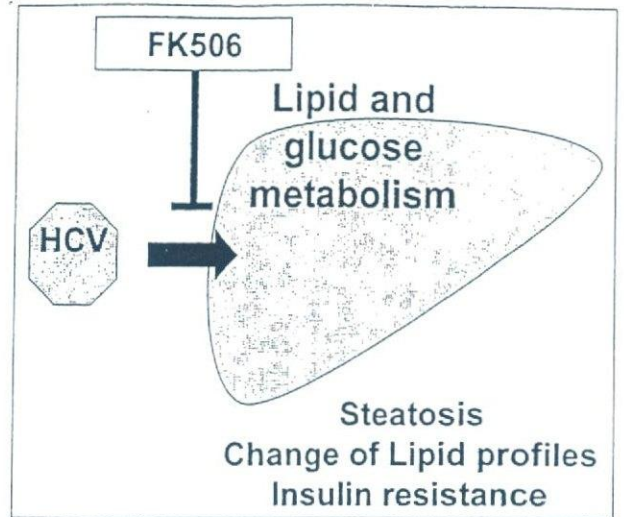 FK506
Lipid and
glucose
metabolism
HCV
Steatosis
Change of Lipid profiles
Insulin resistance